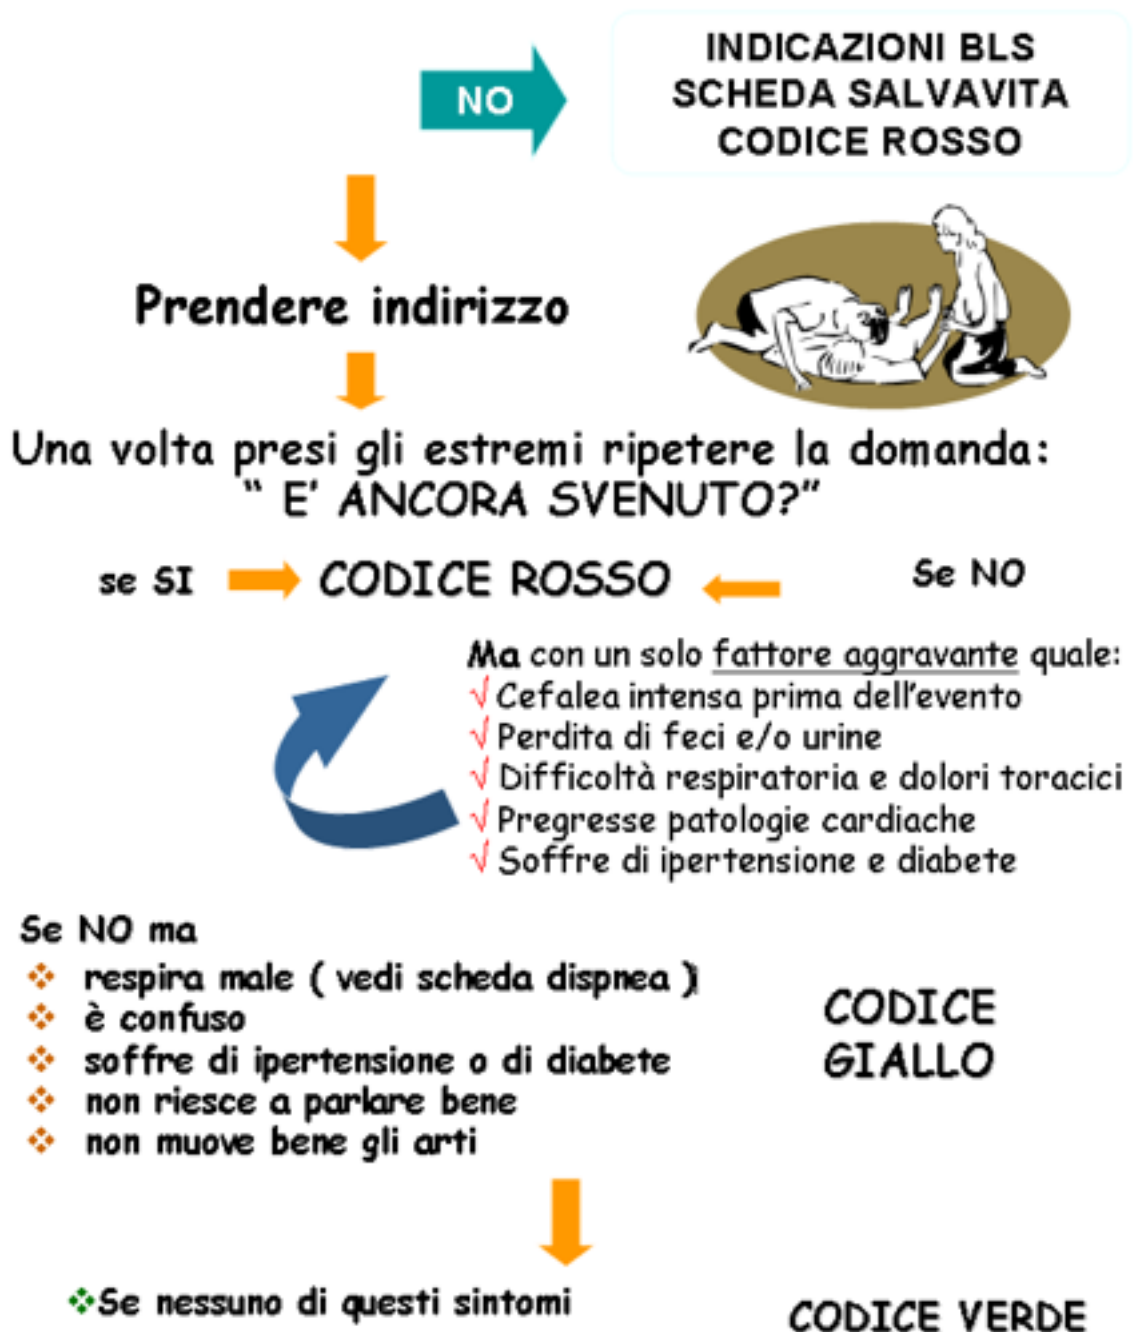 NO
INDICAZIONI BLS
SCHEDA SALVAVITA
CODICE ROSSO
Prendere indirizzo
Una volta presi gli estremi ripetere la domanda:
“ E' ANCORA SVENUTO?”
se SI
CODICE ROSSO
Se NO
Ma con un solo fattore aggravante quale:
√ Cefalea intensa prima dell'evento
√ Perdita di feci e/o urine
√ Difficoltà respiratoria e dolori toracici
√ Pregresse patologie cardiache
√ Soffre di ipertensione e diabete
Se NO ma
❖ respira male ( vedi scheda dispnea )
❖ è confuso
❖ soffre di ipertensione o di diabete
❖ non riesce a parlare bene
❖ non muove bene gli arti
CODICE
GIALLO
❖Se nessuno di questi sintomi
CODICE VERDE